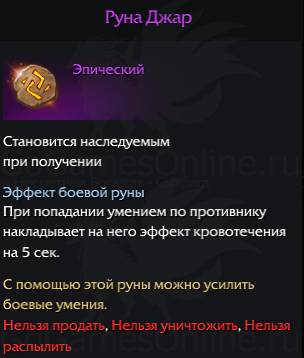 Руна Джар
Эпический
Становится наследуемым
при получении
Эффект боевой руны
При попадании умением по противнику
накладывает на него эффект кровотечения
на 5 сек.
С помощью этой руны можно усилить
боевые умения.
Нельзя продать, Нельзя уничтожить, Нельзя
распылить